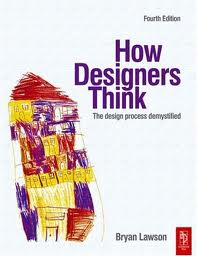 Fourth Edition
How
Designers
Think
The design process demystified
Bryan Lawson